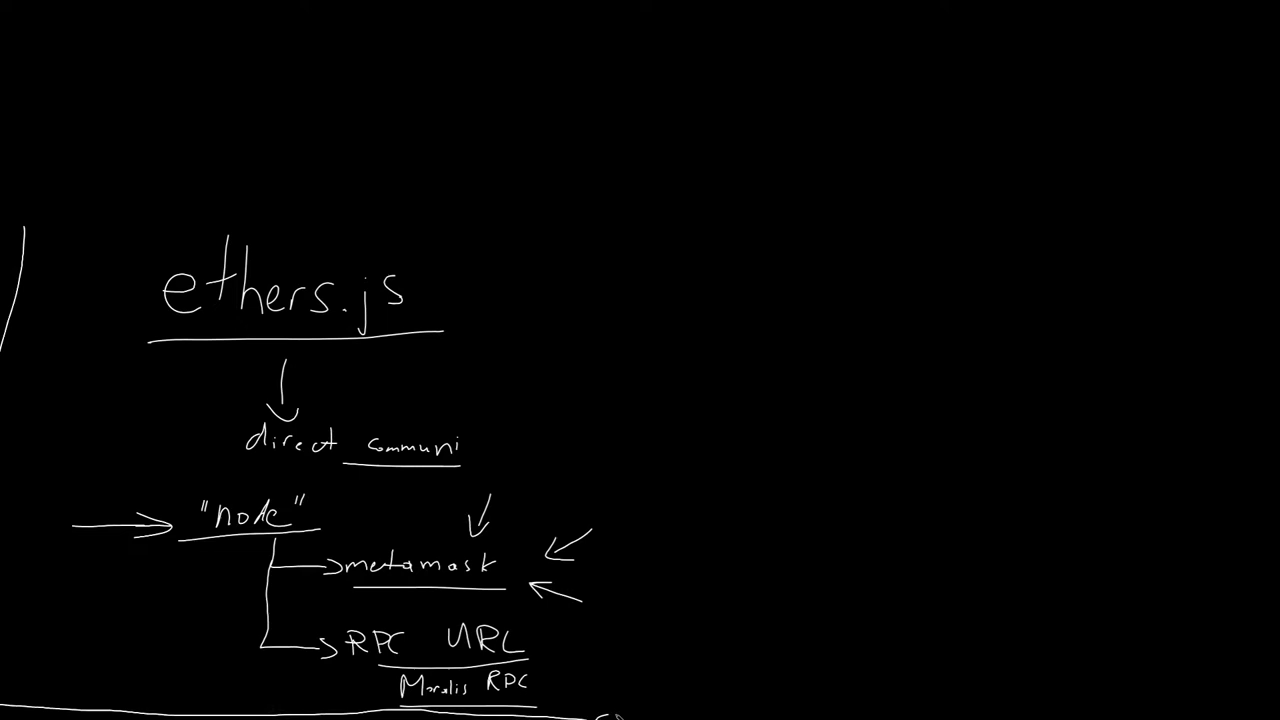 ethers.js
direct communi
"node"
metamask
RPC URL
Moralis RPC